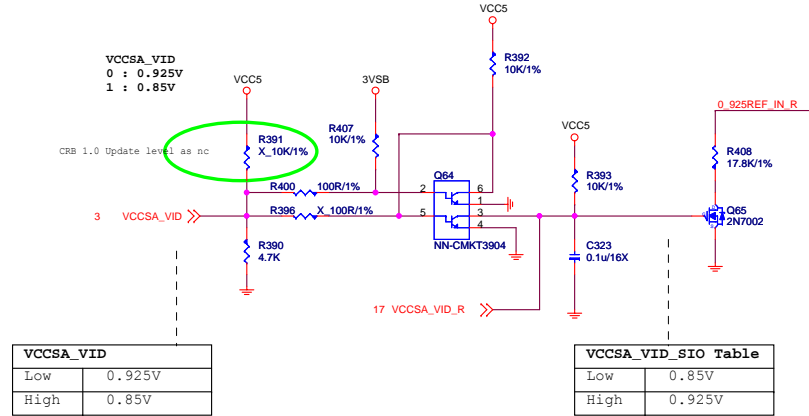 VCC5
VCCSA_VID
0 : 0.925V
1 : 0.85V
R392
10K/1%
VCC5
3VSB
0_925REF_IN_R
R407
10K/1%
VCC5
CRB 1.0 Update level as nc
R391
X_10K/1%
R408
17.8K/1%
R393
10K/1%
Q64
R400
100R/1%
2
6
1
Q65
2N7002
3
VCCSA_VID
R396
X_100R/1%
5
3
4
R390
4.7K
NN-CMKT3904
C323
0.1u/16X
17
VCCSA_VID_R
VCCSA_VID
Low 0.925V
High 0.85V
VCCSA_VID_SIO Table
Low 0.85V
High 0.925V